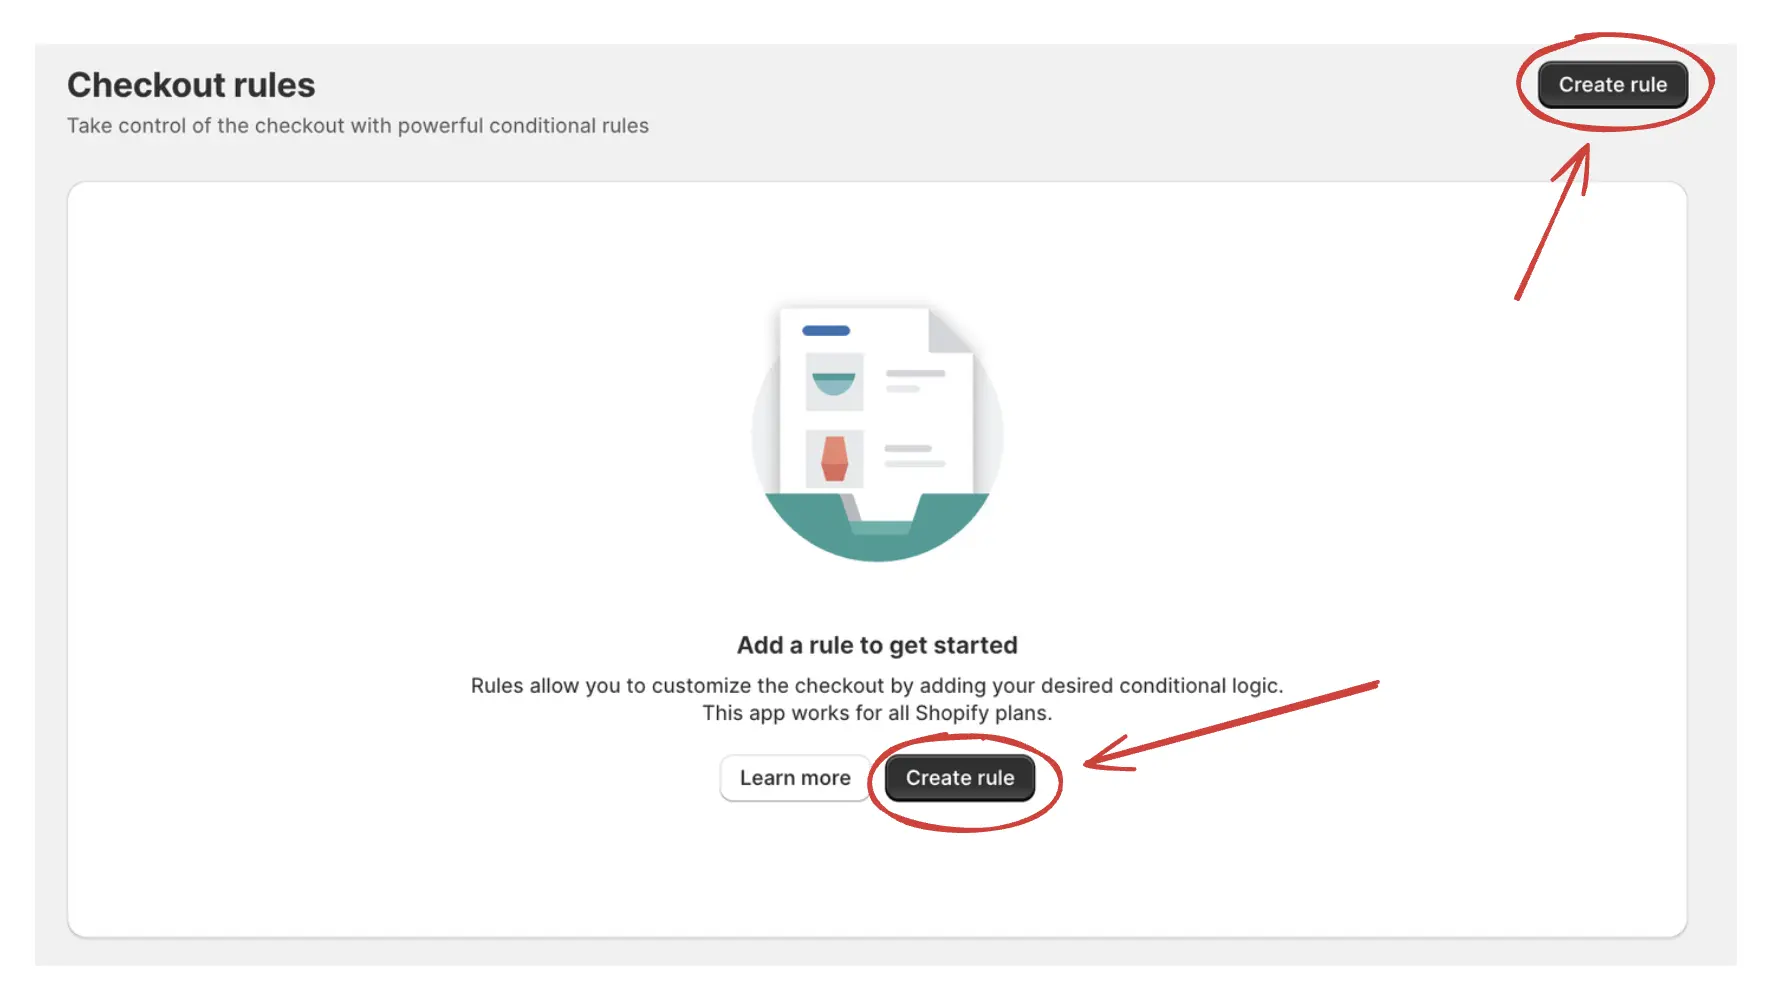 Checkout rules
Create rule
Take control of the checkout with powerful conditional rules
Add a rule to get started
Rules allow you to customize the checkout by adding your desired conditional logic.
This app works for all Shopify plans.
Learn more
Create rule